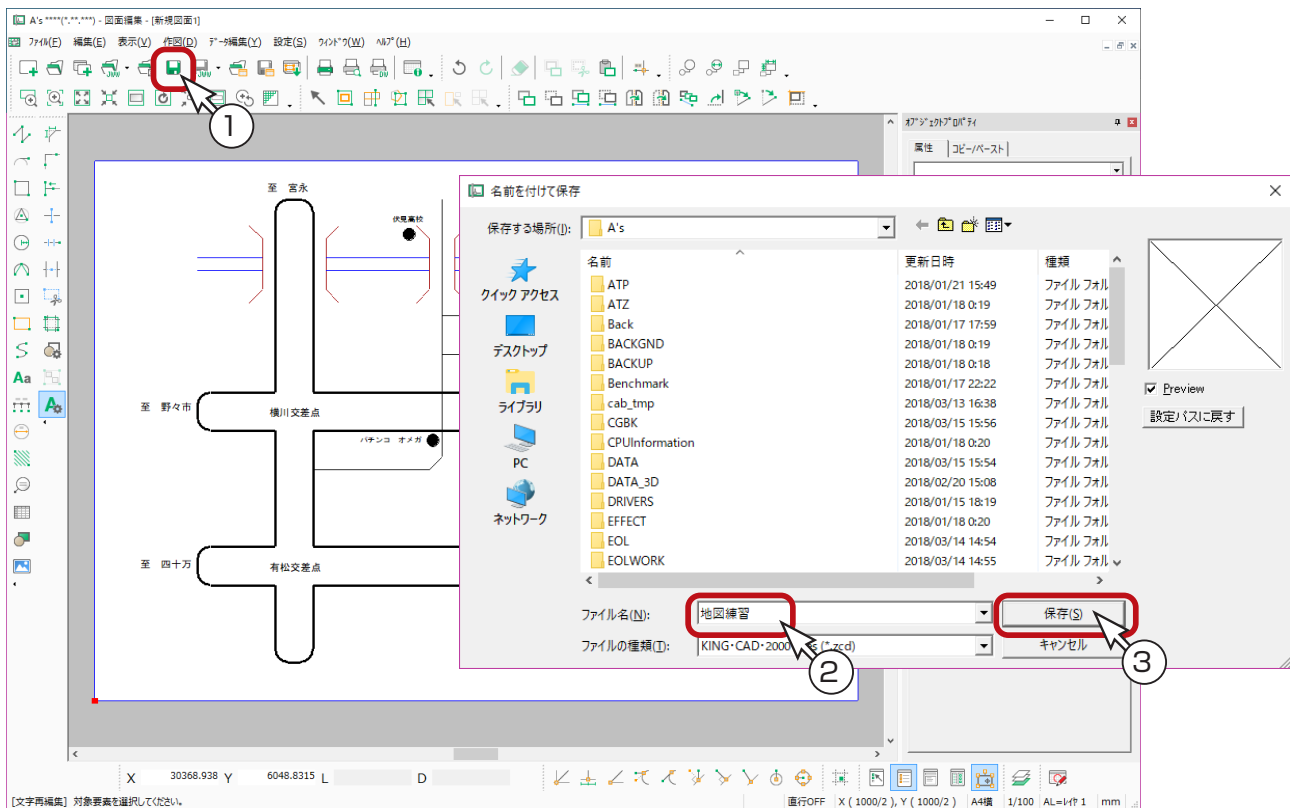 A's ****(*.**.***) - 図面編集 - [新規図面1]
ﾌｧｲﾙ(F) 編集(E) 表示(V) 作図(D) ﾃﾞｰﾀ編集(Y) 設定(S) ｳｨﾝﾄﾞｳ(W) ﾍﾙﾌﾟ(H)
①
ｵﾌﾞｼﾞｪｸﾄﾌﾟﾛﾊﾟﾃｨ
属性 ｺﾋﾟｰ/ﾍﾟｰｽﾄ
至 宮永
伏見高校
至 野々市
横川交差点
パチンコ オメガ
至 四十万
有松交差点
名前を付けて保存
保存する場所(I): A's
名前 更新日時 種類
ATP 2018/01/21 15:49 ファイル フォル
ATZ 2018/01/18 0:19 ファイル フォル
Back 2018/01/17 17:59 ファイル フォル
BACKGND 2018/01/18 0:19 ファイル フォル
BACKUP 2018/01/18 0:18 ファイル フォル
Benchmark 2018/01/17 22:22 ファイル フォル
cab_tmp 2018/03/13 16:38 ファイル フォル
CGBK 2018/03/15 15:56 ファイル フォル
CPUInformation 2018/01/18 0:20 ファイル フォル
DATA 2018/03/15 15:54 ファイル フォル
DATA_3D 2018/02/20 15:08 ファイル フォル
DRIVERS 2018/01/15 18:19 ファイル フォル
EFFECT 2018/01/18 0:20 ファイル フォル
EOL 2018/03/14 14:54 ファイル フォル
EOLWORK 2018/03/14 14:55 ファイル フォル
クイック アクセス
デスクトップ
ライブラリ
PC
ネットワーク
Preview
設定パスに戻す
ファイル名(N): 地図練習 保存(S)
ファイルの種類(T): KING・CAD・2000 (*.zcd) キャンセル
②
③
Aa
X 30368.938 Y 6048.8315 L D
[文字再編集] 対象要素を選択してください。 直行OFF X ( 1000/2 ) , Y ( 1000/2 ) A4横 1/100 AL=ﾚｲﾔ 1 mm